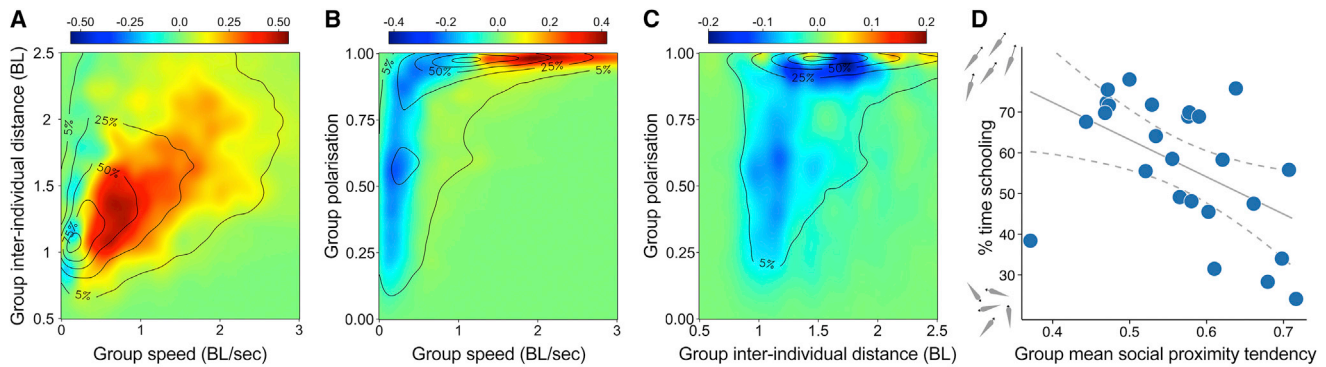 A
-0.50 -0.25 0.0 0.25 0.50
Group inter-individual distance (BL)
2.5
2
1.5
1
0.5
5%
25%
50%
75%
5%
0 1 2 3
Group speed (BL/sec)
B
-0.4 -0.2 0.0 0.2 0.4
Group polarisation
1.00
0.75
0.50
0.25
0.00
5%
50%
25%
5%
0 1 2 3
Group speed (BL/sec)
C
-0.2 -0.1 0.0 0.1 0.2
Group polarisation
1.00
0.75
0.50
0.25
0.00
25%
50%
5%
0.5 1.0 1.5 2.0 2.5
Group inter-individual distance (BL)
D
% time schooling
70
60
50
40
30
0.4 0.5 0.6 0.7
Group mean social proximity tendency